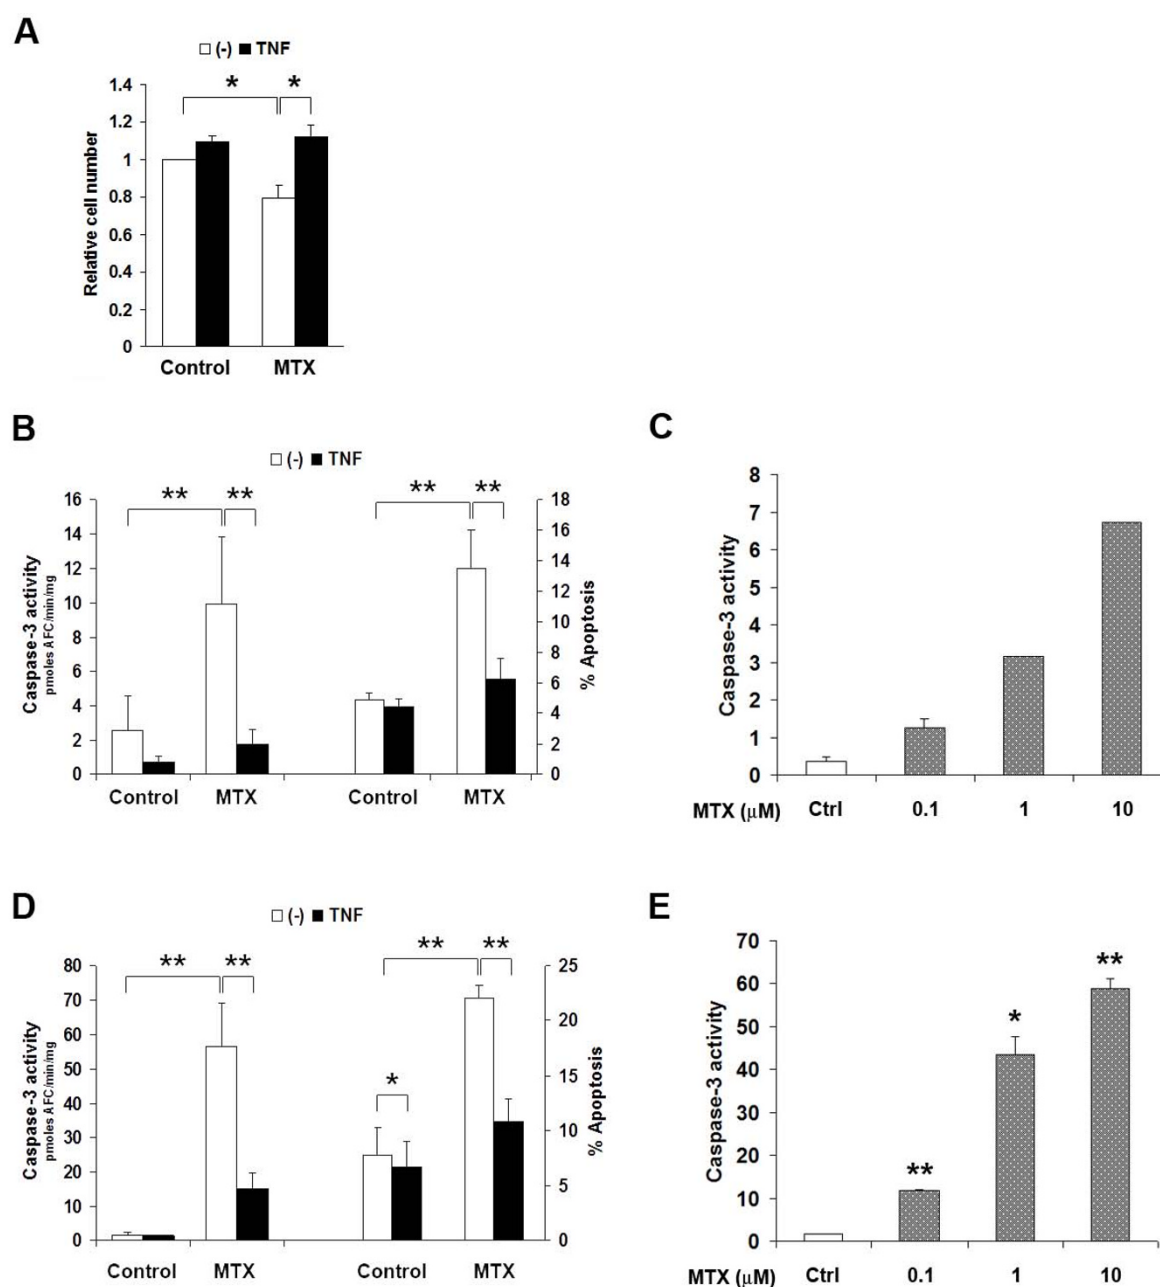 A
(-) TNF
* *
1.4
1.2
1
0.8
0.6
0.4
0.2
0
Relative cell number
Control MTX
B
(-) TNF
** ** ** **
16
14
12
10
8
6
4
2
0
Caspase-3 activity
pmoles AFC/min/mg
18
16
14
12
10
8
6
4
2
0
% Apoptosis
Control MTX Control MTX
C
8
7
6
5
4
3
2
1
0
Caspase-3 activity
MTX (μM) Ctrl 0.1 1 10
D
(-) TNF
** ** * ** **
80
70
60
50
40
30
20
10
0
Caspase-3 activity
pmoles AFC/min/mg
25
20
15
10
5
0
% Apoptosis
Control MTX Control MTX
E
70
60
50
40
30
20
10
0
Caspase-3 activity
** * **
MTX (μM) Ctrl 0.1 1 10